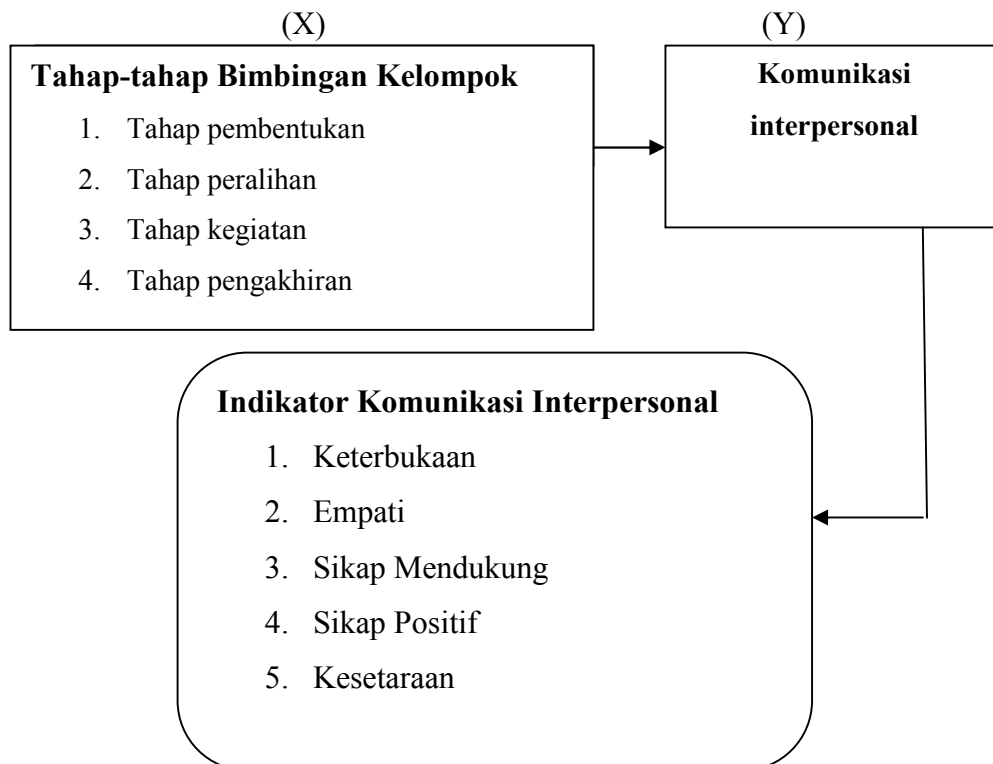 (X)
(Y)
Tahap-tahap Bimbingan Kelompok
1. Tahap pembentukan
2. Tahap peralihan
3. Tahap kegiatan
4. Tahap pengakhiran
Komunikasi
interpersonal
Indikator Komunikasi Interpersonal
1. Keterbukaan
2. Empati
3. Sikap Mendukung
4. Sikap Positif
5. Kesetaraan